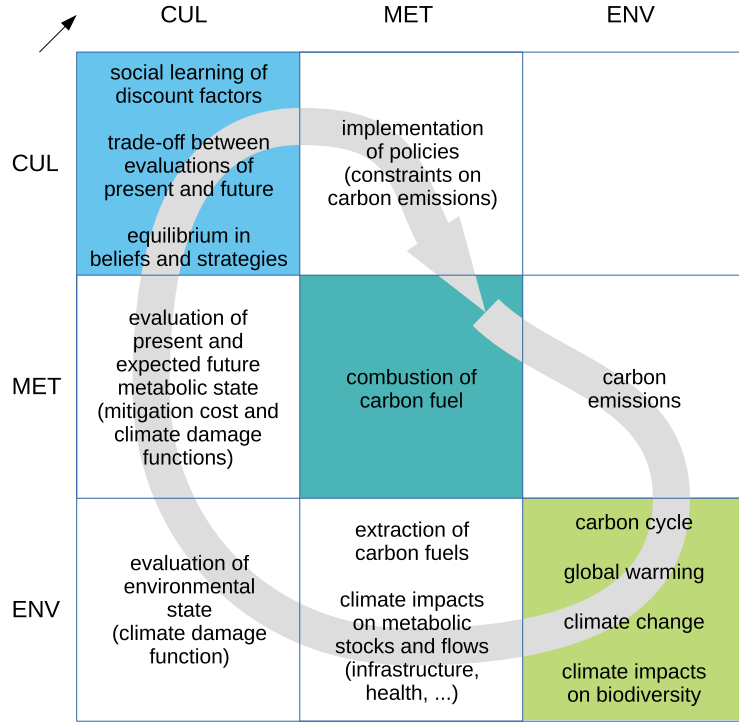 CUL MET ENV
CUL
social learning of
discount factors
trade-off between
evaluations of
present and future
equilibrium in
beliefs and strategies
implementation
of policies
(constraints on
carbon emissions)
MET
evaluation of
present and
expected future
metabolic state
(mitigation cost and
climate damage
functions)
combustion of
carbon fuel
carbon
emissions
ENV
evaluation of
environmental
state
(climate damage
function)
extraction of
carbon fuels
climate impacts
on metabolic
stocks and flows
(infrastructure,
health, ...)
carbon cycle
global warming
climate change
climate impacts
on biodiversity